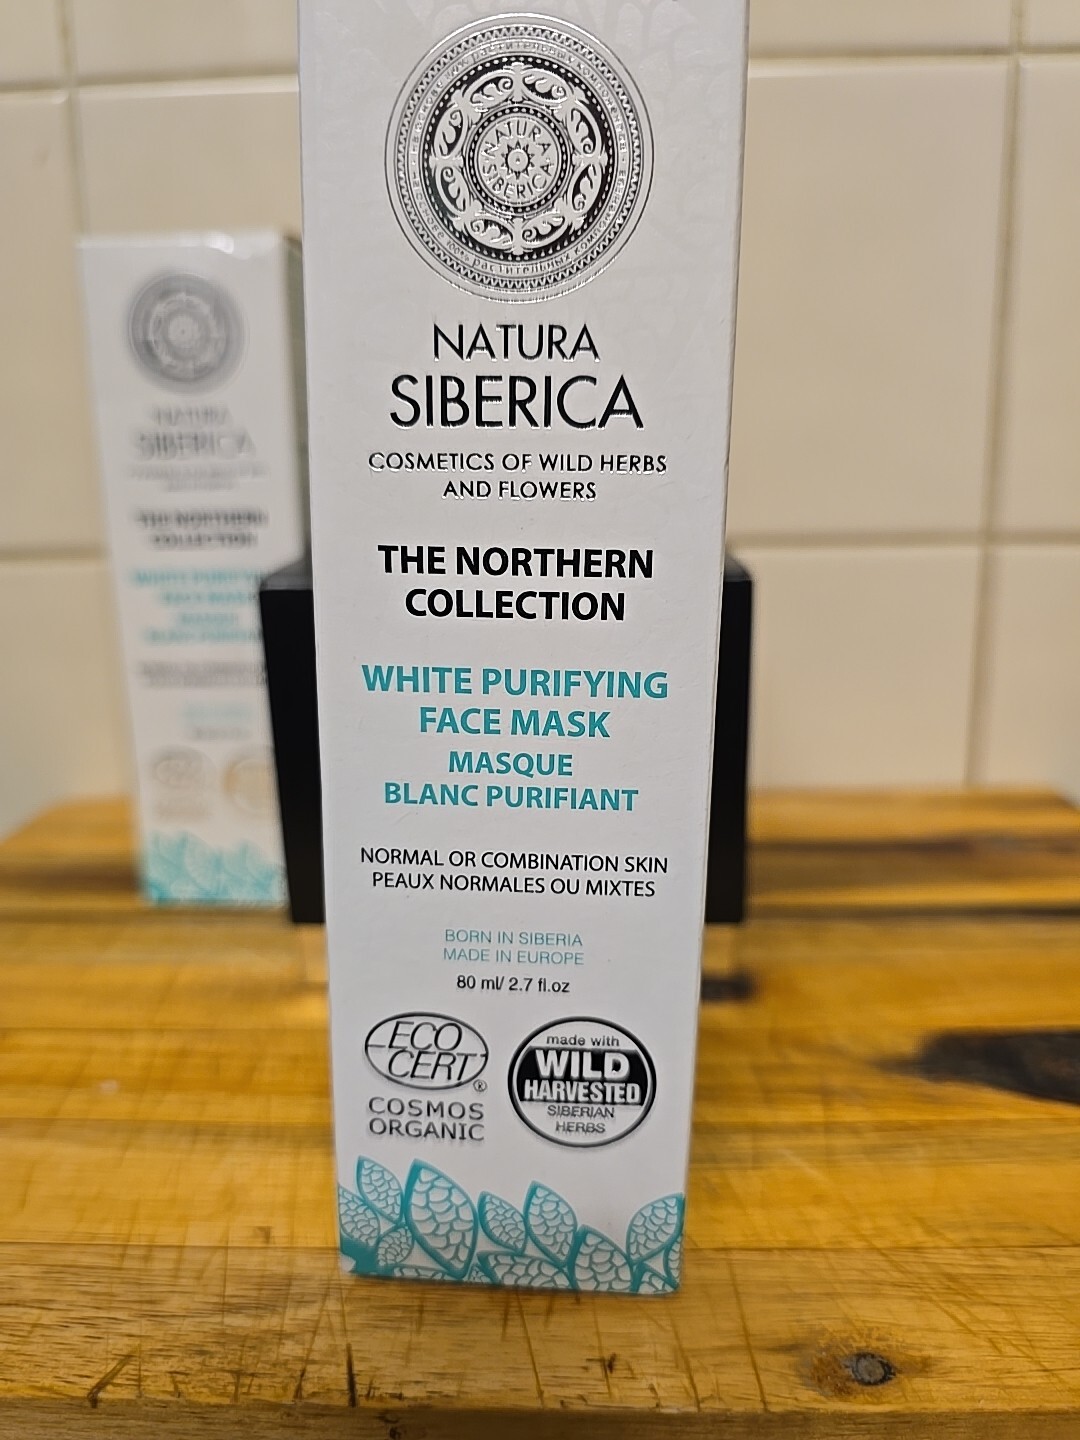 NATURA
SIBERICA
NATURA
SIBERICA
COSMETICS OF WILD HERBS
AND FLOWERS
THE NORTHERN
COLLECTION
WHITE PURIFYING
FACE MASK
MASQUE
BLANC PURIFIANT
NORMAL OR COMBINATION SKIN
PEAUX NORMALES OU MIXTES
BORN IN SIBERIA
MADE IN EUROPE
80 ml/ 2.7 fl.oz
ECO
CERT®
COSMOS
ORGANIC
made with
WILD
HARVESTED
SIBERIAN
HERBS
NATURA
SIBERICA
THE NORTHERN
COLLECTION